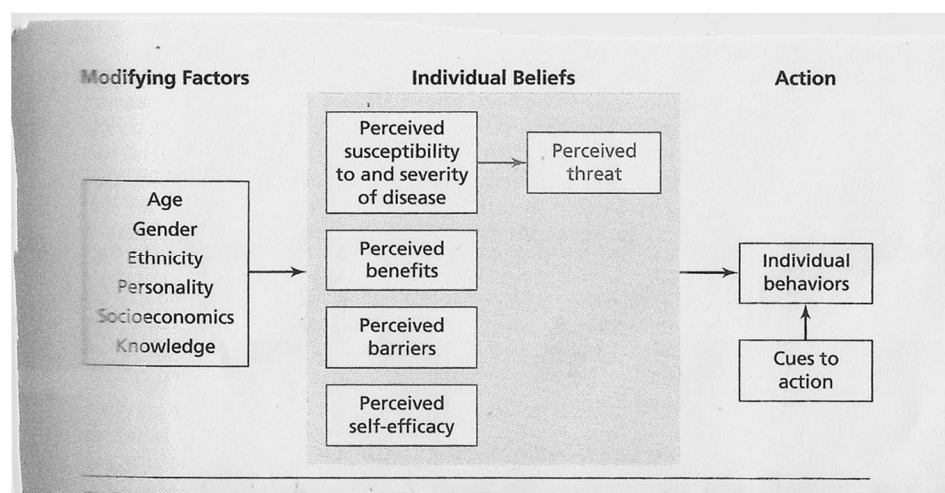 Modifying Factors
Individual Beliefs
Action
Age
Gender
Ethnicity
Personality
Socioeconomics
Knowledge
Perceived
susceptibility
to and severity
of disease
Perceived
threat
Perceived
benefits
Perceived
barriers
Perceived
self-efficacy
Individual
behaviors
Cues to
action